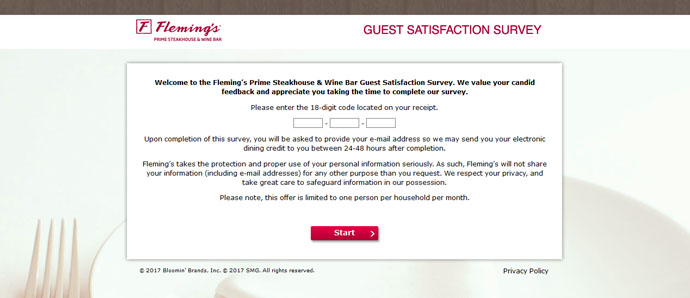 F Fleming's
PRIME STEAKHOUSE & WINE BAR
GUEST SATISFACTION SURVEY
Welcome to the Fleming's Prime Steakhouse & Wine Bar Guest Satisfaction Survey. We value your candid
feedback and appreciate you taking the time to complete our survey.
Please enter the 18-digit code located on your receipt.
- -
Upon completion of this survey, you will be asked to provide your e-mail address so we may send you your electronic
dining credit to you between 24-48 hours after completion.
Fleming's takes the protection and proper use of your personal information seriously. As such, Fleming's will not share
your information (including e-mail addresses) for any other purpose than you request. We respect your privacy, and
take great care to safeguard information in our possession.
Please note, this offer is limited to one person per household per month.
Start
© 2017 Bloomin' Brands, Inc. © 2017 SMG. All rights reserved.
Privacy Policy